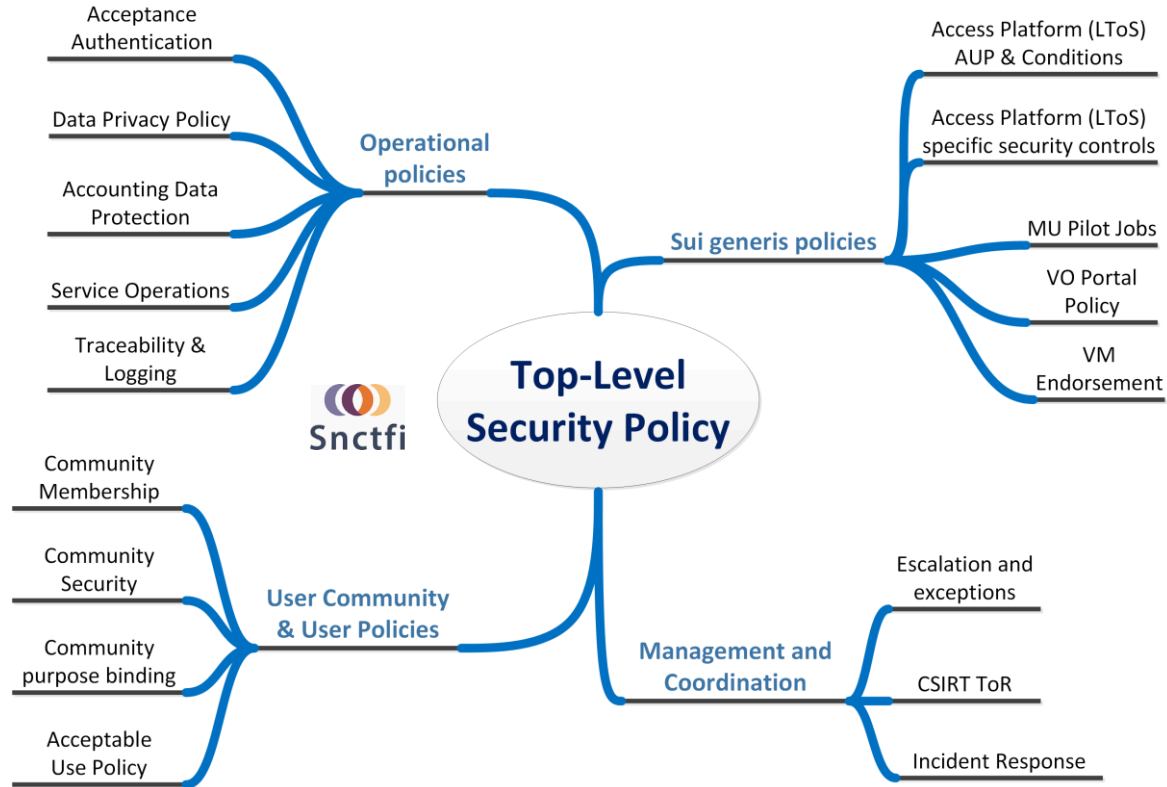 Acceptance
Authentication
Data Privacy Policy
Accounting Data
Protection
Service Operations
Traceability &
Logging
Operational
policies
Access Platform (LToS)
AUP & Conditions
Access Platform (LToS)
specific security controls
MU Pilot Jobs
VO Portal
Policy
VM
Endorsement
Sui generis policies
Top-Level
Security Policy
Snctfi
Community
Membership
Community
Security
Community
purpose binding
Acceptable
Use Policy
User Community
& User Policies
Management and
Coordination
Escalation and
exceptions
CSIRT ToR
Incident Response